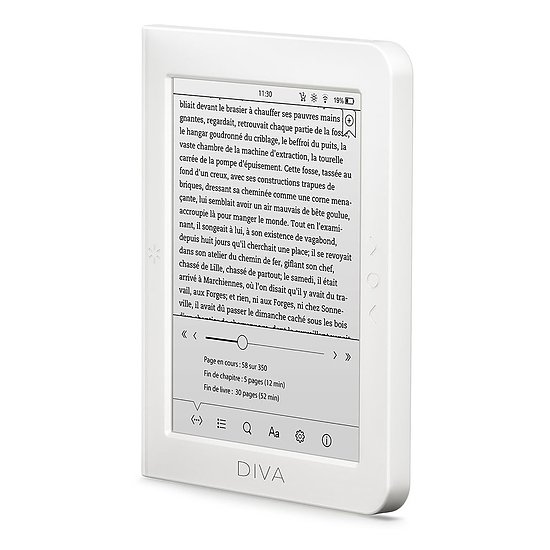 11:30
19%
bliait devant le brasier à chauffer ses pauvres mains
gnantes, regardait, retrouvait chaque partie de la foss
le hangar goudronné du criblage, le beffroi du puits, la
vaste chambre de la machine d'extraction, la tourelle
carrée de la pompe d'épuisement. Cette fosse, tassée au
fond d'un creux, avec ses constructions trapues de
briques, dressant sa cheminée comme une corne mena-
çante, lui semblait avoir un air mauvais de bête goulue,
accroupie là pour manger le monde. Tout en l'exami-
nant, il songeait à lui, à son existence de vagabond,
depuis huit jours qu'il cherchait une place; il se revoyait
dans son atelier du chemin de fer, giflant son chef,
chassé de Lille, chassé de partout; le samedi, il était
arrivé à Marchiennes, où l'on disait qu'il y avait du tra-
vail, aux Forges; et rien, ni aux Forges, ni chez Sonne-
ville, il avait dû passer le dimanche caché sous les bois
Page en cours : 58 sur 350
Fin de chapitre : 5 pages (12 min)
Fin de livre : 30 pages (52 min)
Aa
DIVA